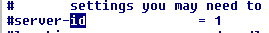 #       settings you may need to
#server-id                      = 1